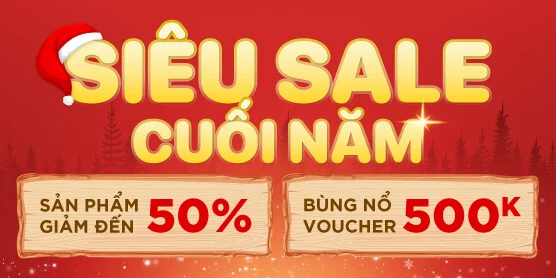 SIÊU SALE
CUỐI NĂM
SẢN PHẨM
GIẢM ĐẾN 50%
BÙNG NỔ
VOUCHER 500K